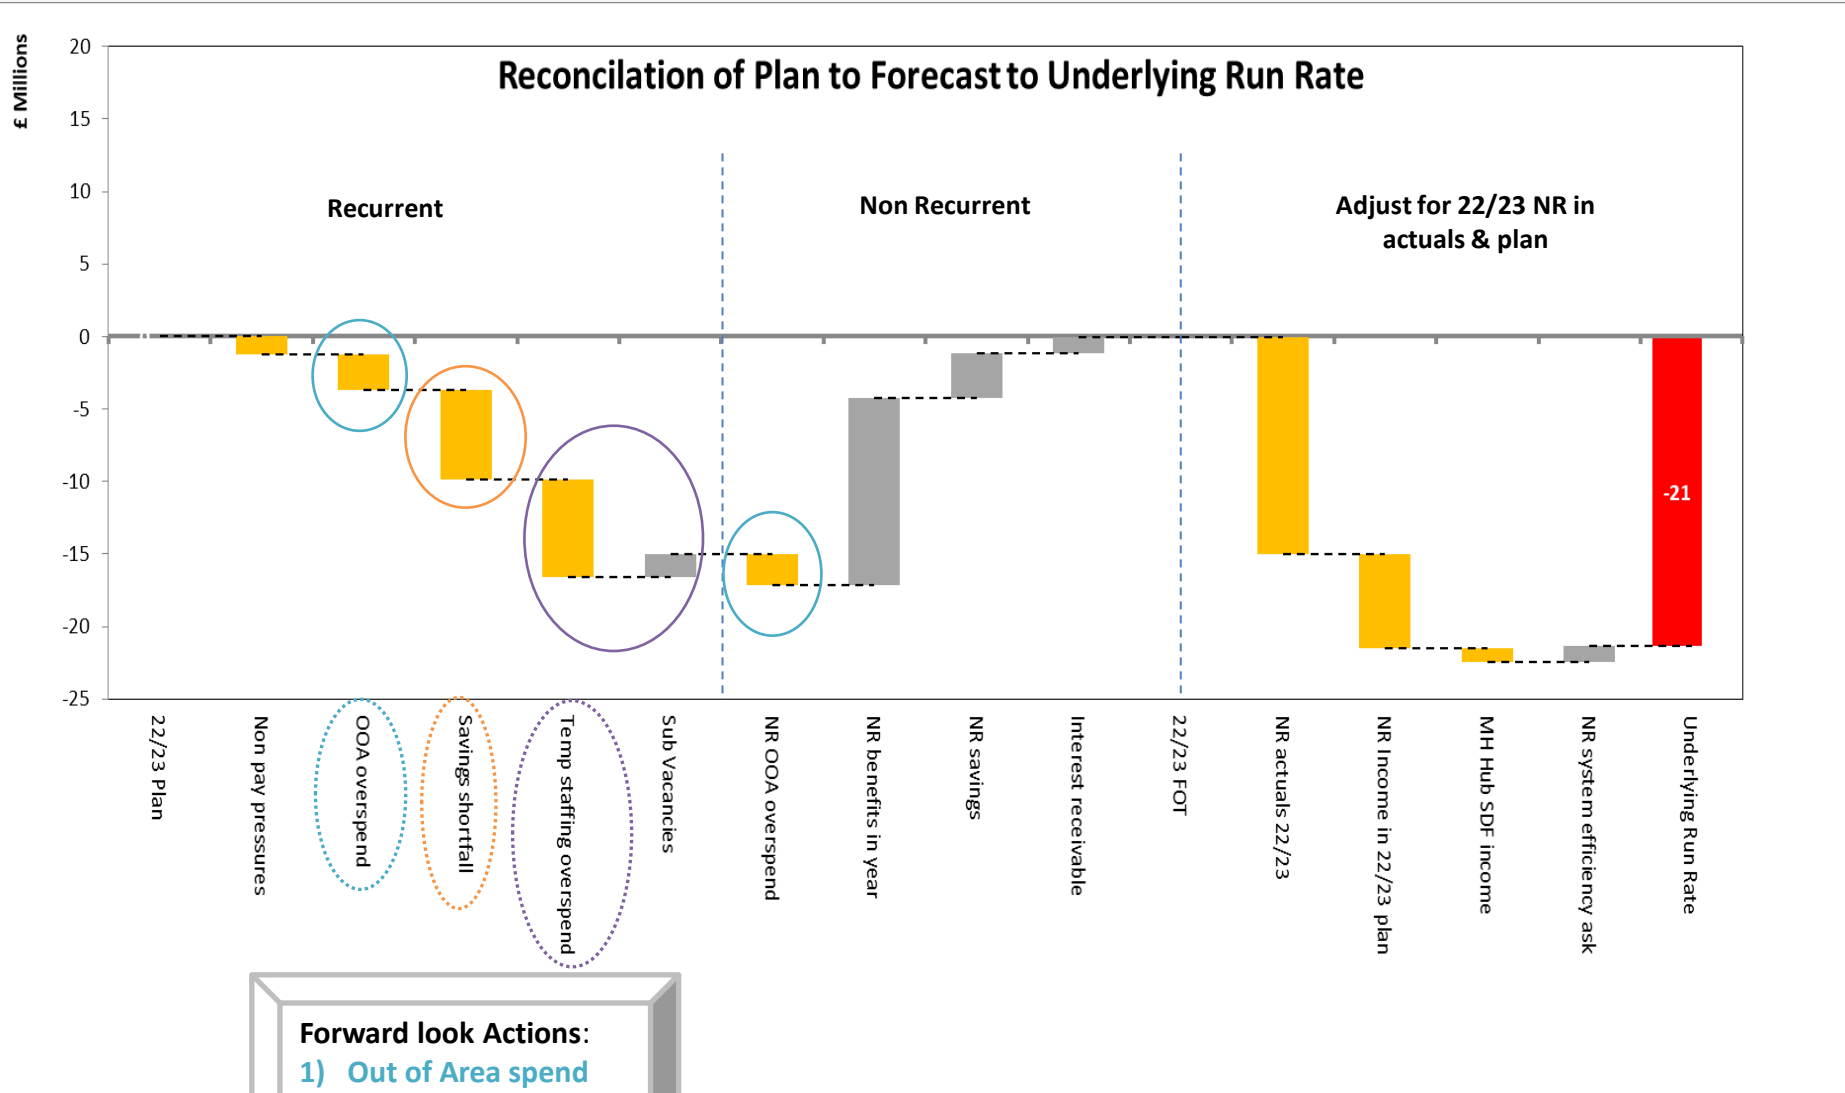 £ Millions
Reconcilation of Plan to Forecast to Underlying Run Rate
20
15
10
5
0
-5
-10
-15
-20
-25
Recurrent
Non Recurrent
Adjust for 22/23 NR in
actuals & plan
-21
22/23 Plan
Non pay pressures
OOA overspend
Savings shortfall
Temp staffing overspend
Sub Vacancies
NR OOA overspend
NR benefits in year
NR savings
Interest receivable
22/23 FOT
NR actuals 22/23
NR Income in 22/23 plan
MH Hub SDF income
NR system efficiency ask
Underlying Run Rate
Forward look Actions:
1) Out of Area spend